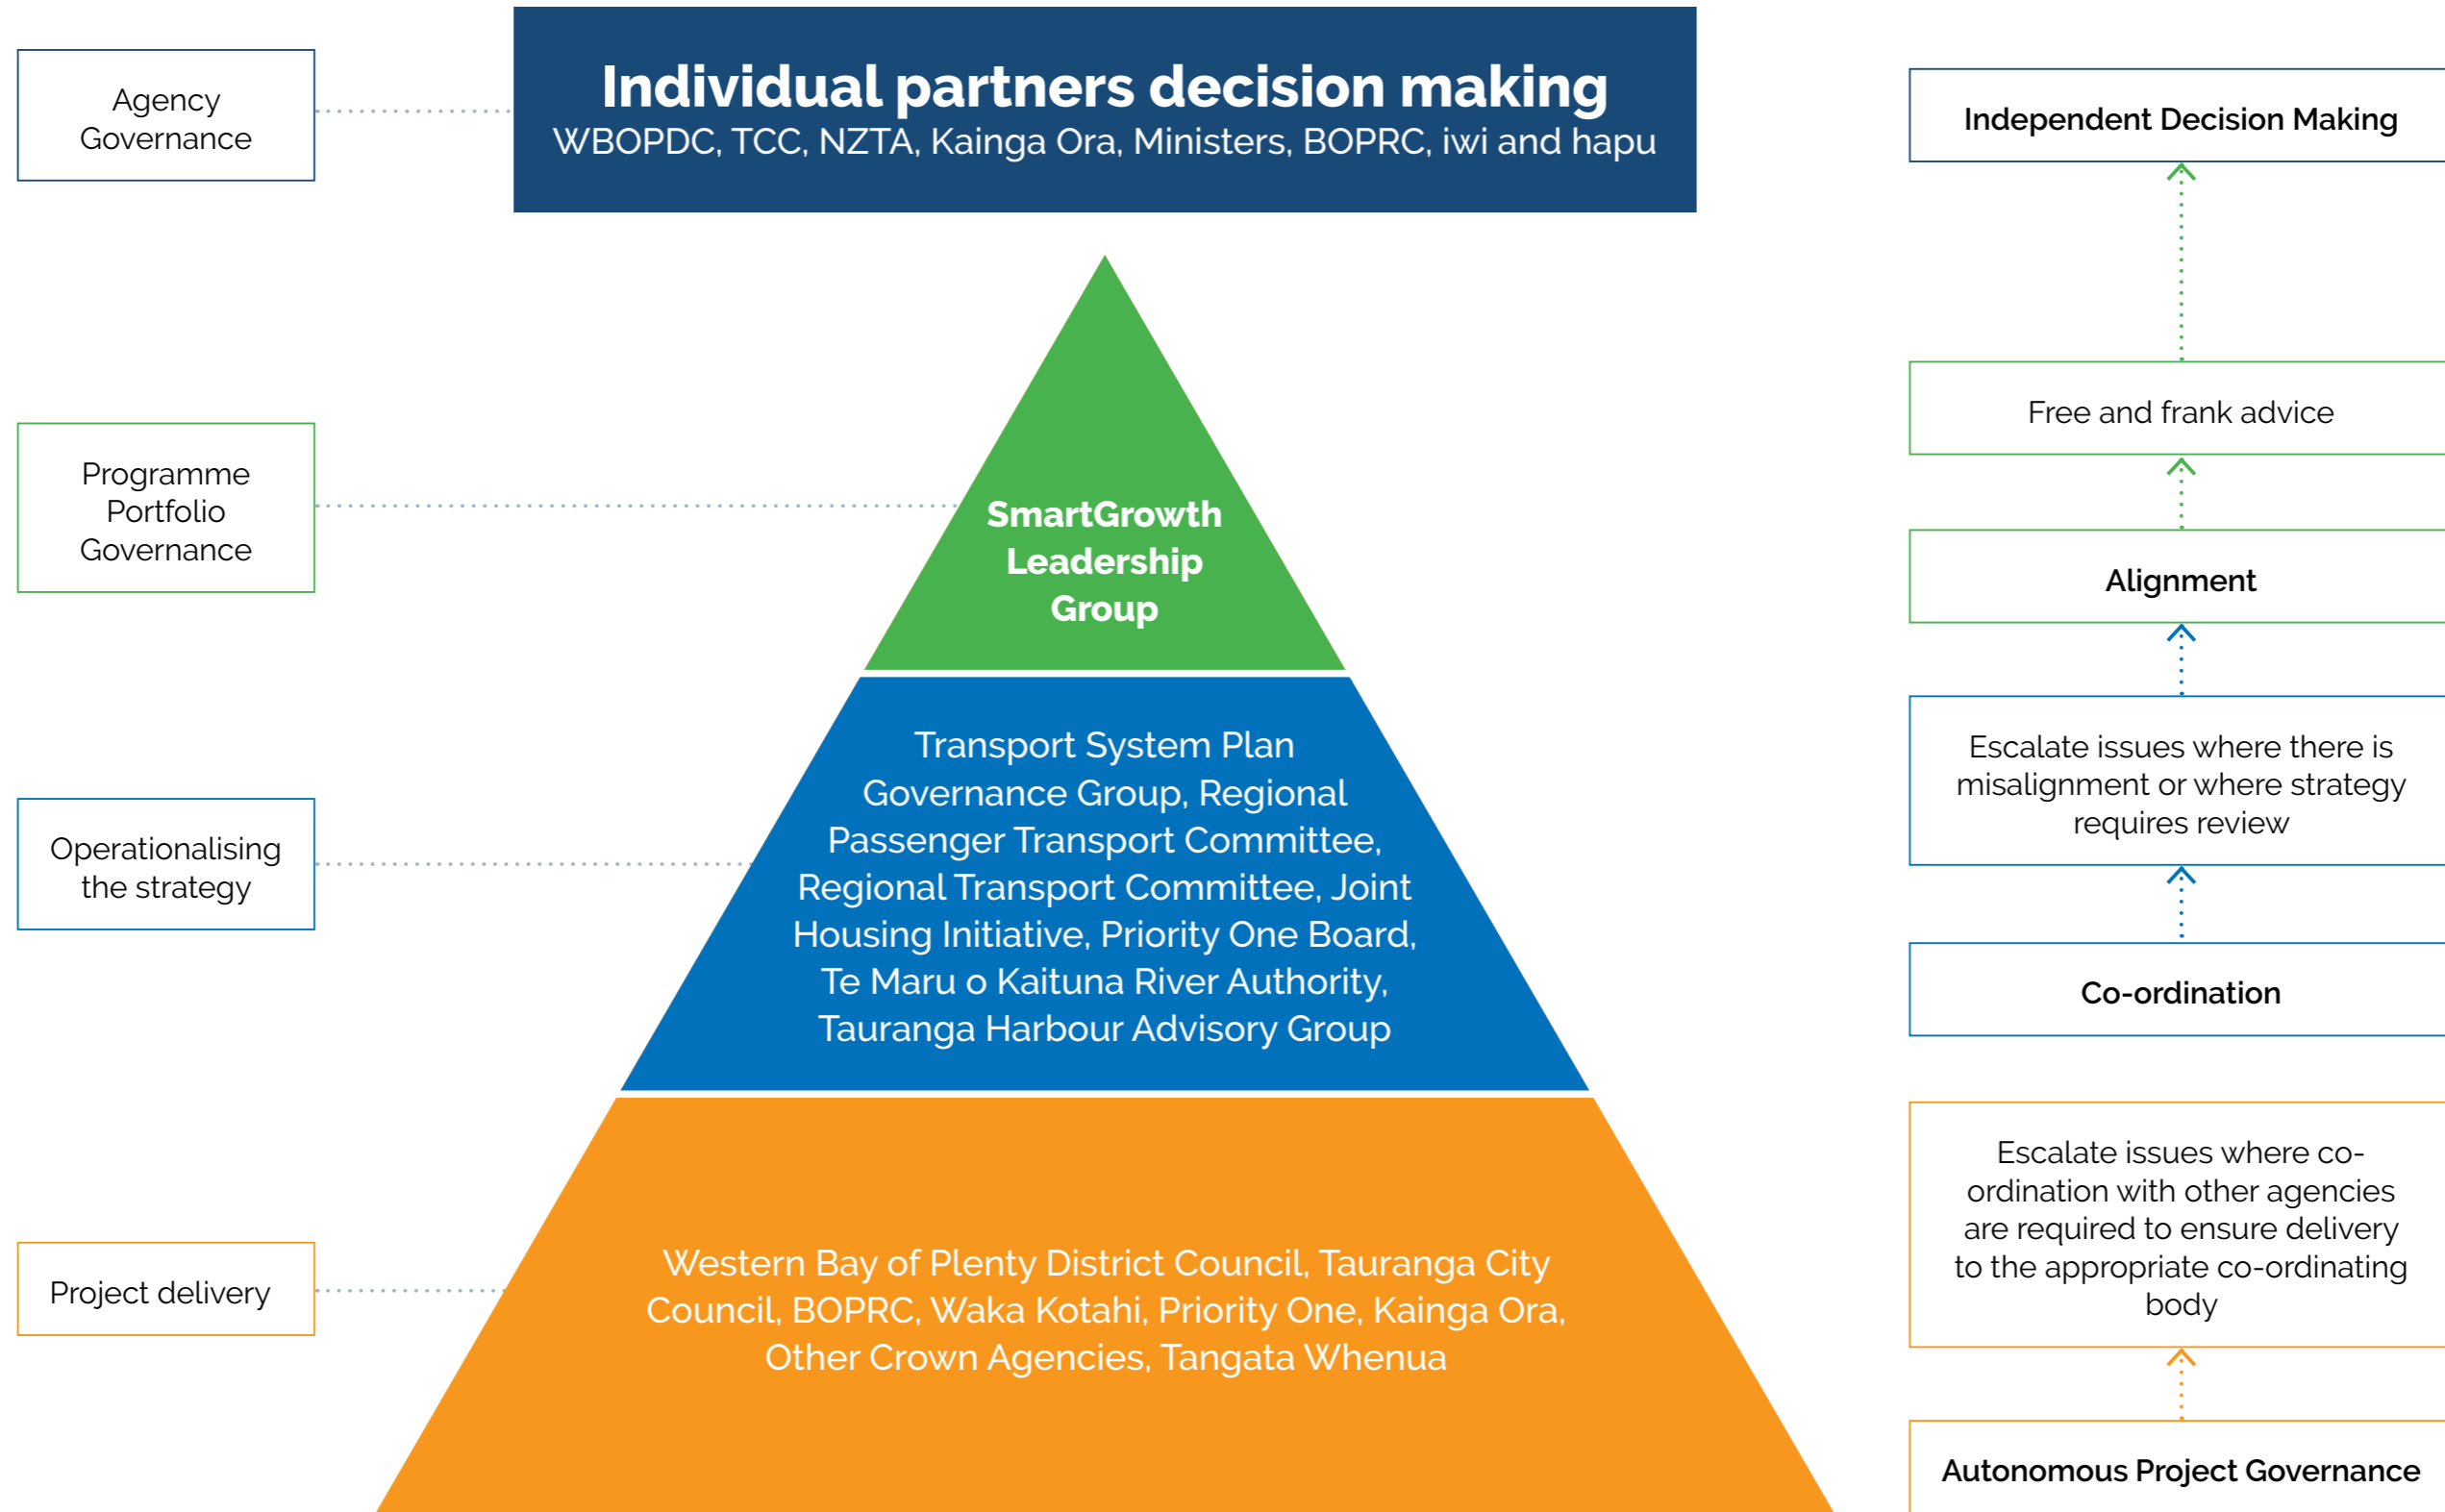 Individual partners decision making
WBOPDC, TCC, NZTA, Kainga Ora, Ministers, BOPRC, iwi and hapu
Agency
Governance
Programme
Portfolio
Governance
Operationalising
the strategy
Project delivery
SmartGrowth
Leadership
Group
Transport System Plan
Governance Group, Regional
Passenger Transport Committee,
Regional Transport Committee, Joint
Housing Initiative, Priority One Board,
Te Maru o Kaituna River Authority,
Tauranga Harbour Advisory Group
Western Bay of Plenty District Council, Tauranga City
Council, BOPRC, Waka Kotahi, Priority One, Kainga Ora,
Other Crown Agencies, Tangata Whenua
Independent Decision Making
Free and frank advice
Alignment
Escalate issues where there is
misalignment or where strategy
requires review
Co-ordination
Escalate issues where co-
ordination with other agencies
are required to ensure delivery
to the appropriate co-ordinating
body
Autonomous Project Governance